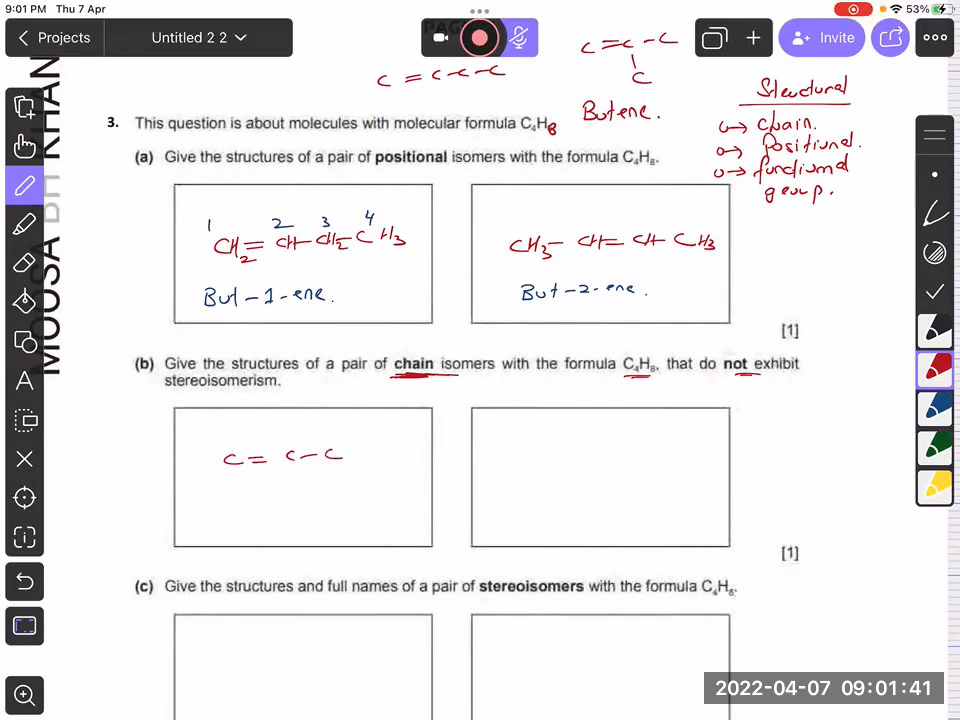 9:01 PM Thu 7 Apr
53%
Projects
Untitled 2 2
Invite
MOOSA BH KHAN
C = C - C - C
C = C - C
C
Butene.
Structural
→ chain.
→ Positional.
→ functional
group.
3. This question is about molecules with molecular formula C₄H₈
(a) Give the structures of a pair of positional isomers with the formula C₄H₈.
1 2 3 4
CH₂ = CH - CH₂ - CH₃
But - 1 - ene.
CH₃ - CH = CH - CH₃
But - 2 - ene.
[1]
(b) Give the structures of a pair of chain isomers with the formula C₄H₈, that do not exhibit
stereoisomerism.
C = C - C
[1]
(c) Give the structures and full names of a pair of stereoisomers with the formula C₄H₈.
2022-04-07 09:01:41